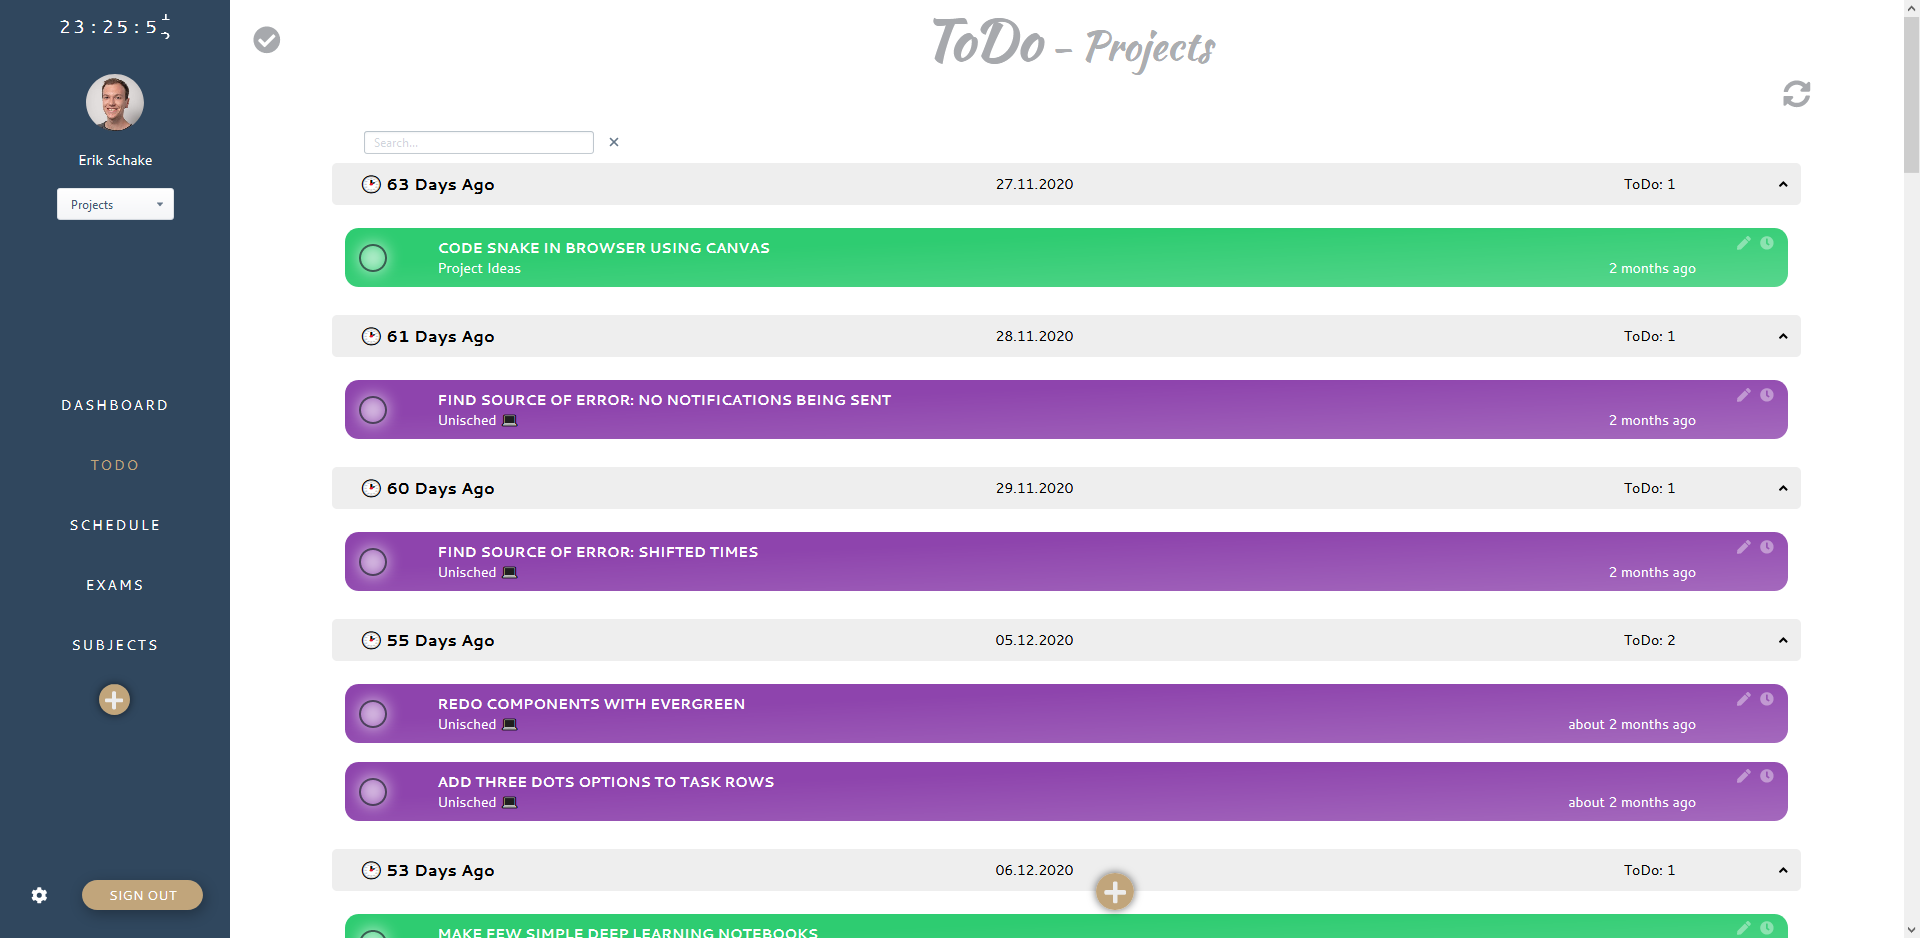 23:25:5
ToDo - Projects
Erik Schake
Projects
Search...
63 Days Ago 27.11.2020 ToDo: 1
CODE SNAKE IN BROWSER USING CANVAS
Project Ideas 2 months ago
61 Days Ago 28.11.2020 ToDo: 1
FIND SOURCE OF ERROR: NO NOTIFICATIONS BEING SENT
Unisched 2 months ago
60 Days Ago 29.11.2020 ToDo: 1
FIND SOURCE OF ERROR: SHIFTED TIMES
Unisched 2 months ago
55 Days Ago 05.12.2020 ToDo: 2
REDO COMPONENTS WITH EVERGREEN
Unisched about 2 months ago
ADD THREE DOTS OPTIONS TO TASK ROWS
Unisched about 2 months ago
53 Days Ago 06.12.2020 ToDo: 1
MAKE FEW SIMPLE DEEP LEARNING NOTEBOOKS
DASHBOARD
TODO
SCHEDULE
EXAMS
SUBJECTS
SIGN OUT